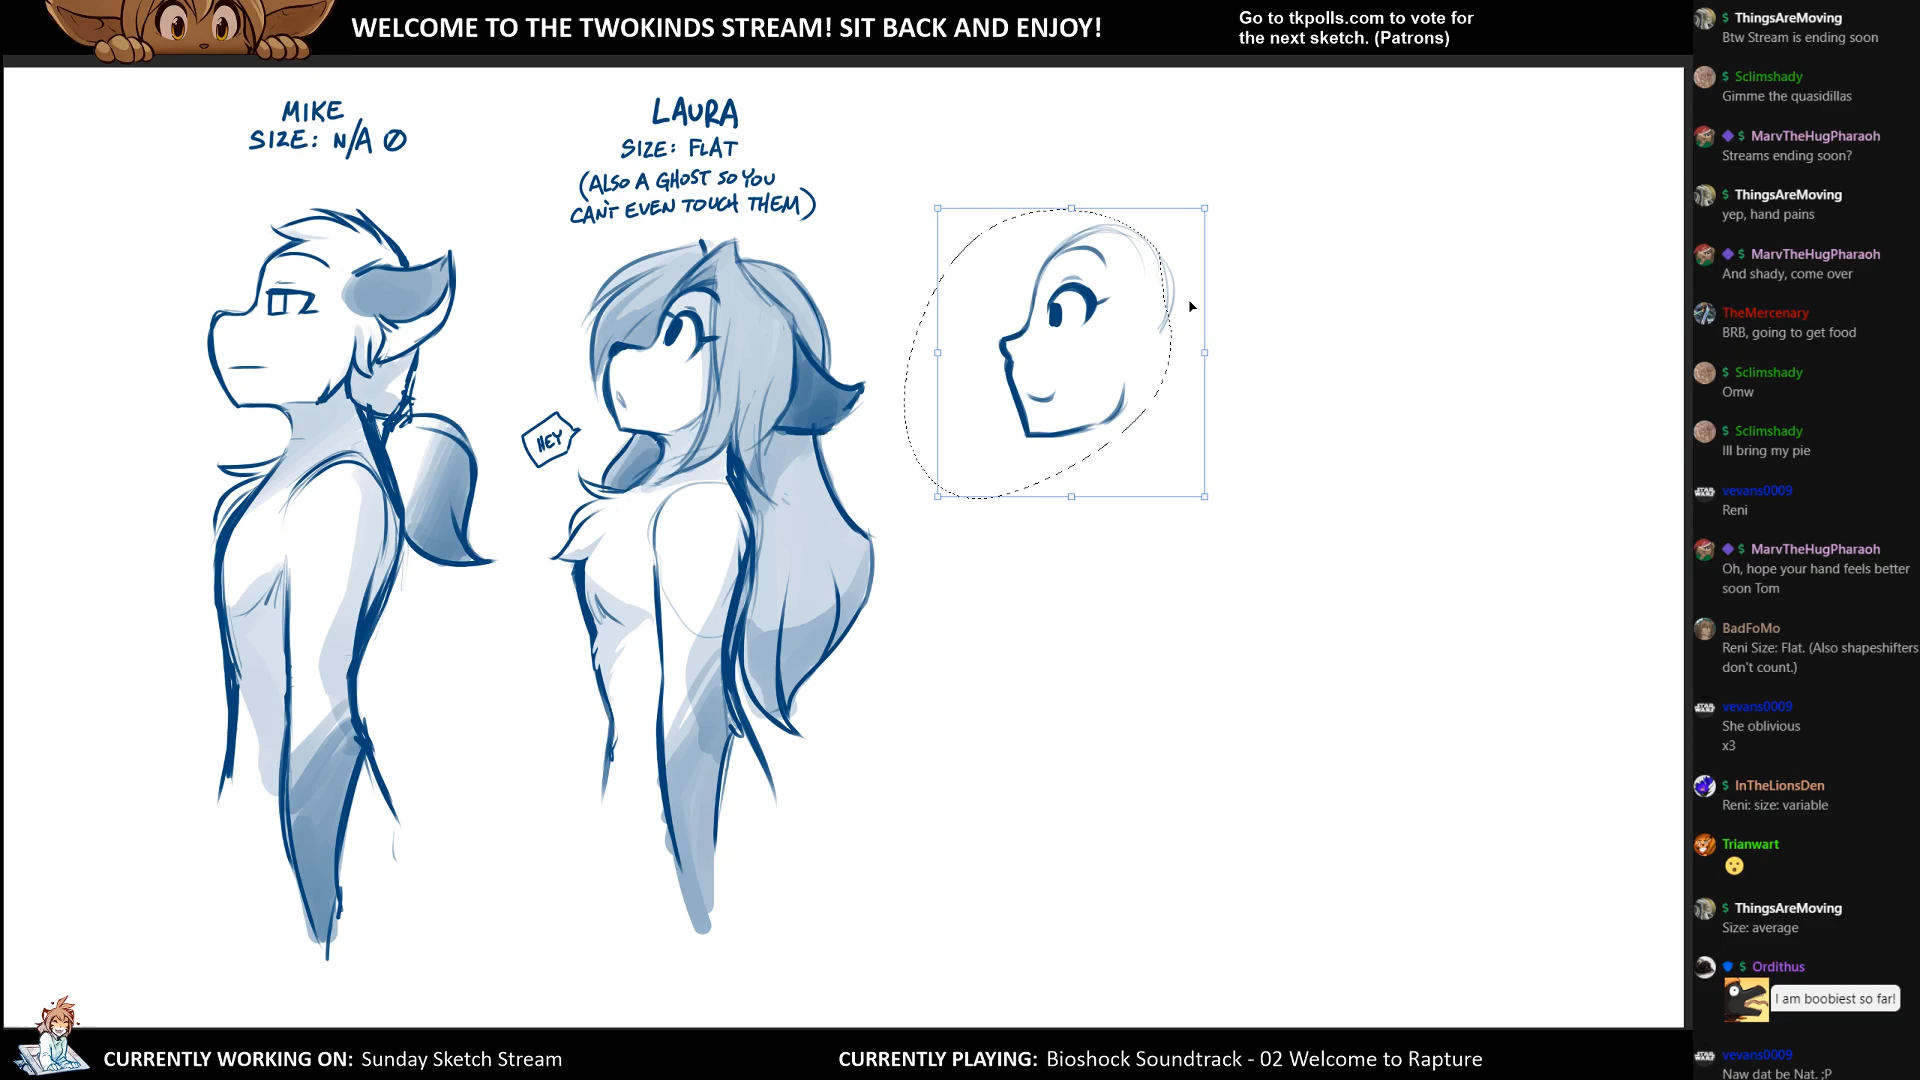 WELCOME TO THE TWOKINDS STREAM! SIT BACK AND ENJOY!
Go to tkpolls.com to vote for
the next sketch. (Patrons)
MIKE
SIZE: N/A
LAURA
SIZE: FLAT
(ALSO A GHOST SO YOU
CAN'T EVEN TOUCH THEM)
HEY
ThingsAreMoving
Btw Stream is ending soon
Sclimshady
Gimme the quasidillas
MarvTheHugPharaoh
Streams ending soon?
ThingsAreMoving
yep, hand pains
MarvTheHugPharaoh
And shady, come over
TheMercenary
BRB, going to get food
Sclimshady
Omw
Sclimshady
Ill bring my pie
STAR WARS
vevans0009
Reni
MarvTheHugPharaoh
Oh, hope your hand feels better
soon Tom
BadFoMo
Reni Size: Flat. (Also shapeshifters
don't count.)
STAR WARS
vevans0009
She oblivious
x3
InTheLionsDen
Reni: size: variable
Trianwart
ThingsAreMoving
Size: average
Ordithus
I am boobiest so far!
STAR WARS
vevans0009
Naw dat be Nat. ;P
CURRENTLY WORKING ON: Sunday Sketch Stream
CURRENTLY PLAYING: Bioshock Soundtrack - 02 Welcome to Rapture